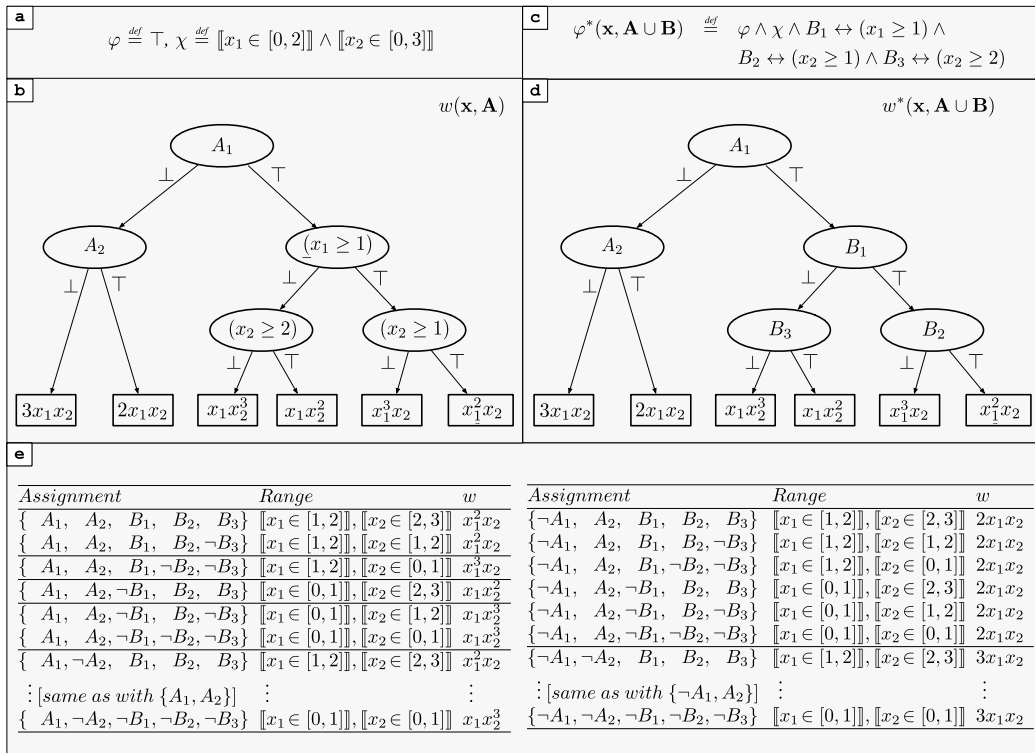 a
φ ≝ ⊤, χ ≝ ⟦x₁ ∈ [0, 2]⟧ ∧ ⟦x₂ ∈ [0, 3]⟧
c
φ*(x, A ∪ B) ≝ φ ∧ χ ∧ B₁ ↔ (x₁ ≥ 1) ∧
B₂ ↔ (x₂ ≥ 1) ∧ B₃ ↔ (x₂ ≥ 2)
b
w(x, A)
A₁
⊥ ⊤
A₂ (x₁ ≥ 1)
⊥ ⊤ ⊥ ⊤
(x₂ ≥ 2) (x₂ ≥ 1)
⊥ ⊤ ⊥ ⊤
3x₁x₂ 2x₁x₂ x₁x₂³ x₁x₂² x₁³x₂ x₁²x₂
d
w*(x, A ∪ B)
A₁
⊥ ⊤
A₂ B₁
⊥ ⊤ ⊥ ⊤
B₃ B₂
⊥ ⊤ ⊥ ⊤
3x₁x₂ 2x₁x₂ x₁x₂³ x₁x₂² x₁³x₂ x₁²x₂
e
Assignment Range w
{ A₁, A₂, B₁, B₂, B₃} ⟦x₁ ∈ [1, 2]⟧, ⟦x₂ ∈ [2, 3]⟧ x₁²x₂
{ A₁, A₂, B₁, B₂, ¬B₃} ⟦x₁ ∈ [1, 2]⟧, ⟦x₂ ∈ [1, 2]⟧ x₁²x₂
{ A₁, A₂, B₁, ¬B₂, ¬B₃} ⟦x₁ ∈ [1, 2]⟧, ⟦x₂ ∈ [0, 1]⟧ x₁³x₂
{ A₁, A₂, ¬B₁, B₂, B₃} ⟦x₁ ∈ [0, 1]⟧, ⟦x₂ ∈ [2, 3]⟧ x₁x₂²
{ A₁, A₂, ¬B₁, B₂, ¬B₃} ⟦x₁ ∈ [0, 1]⟧, ⟦x₂ ∈ [1, 2]⟧ x₁x₂³
{ A₁, A₂, ¬B₁, ¬B₂, ¬B₃} ⟦x₁ ∈ [0, 1]⟧, ⟦x₂ ∈ [0, 1]⟧ x₁x₂³
{ A₁, ¬A₂, B₁, B₂, B₃} ⟦x₁ ∈ [1, 2]⟧, ⟦x₂ ∈ [2, 3]⟧ x₁²x₂
⋮ [same as with {A₁, A₂}] ⋮ ⋮
{ A₁, ¬A₂, ¬B₁, ¬B₂, ¬B₃} ⟦x₁ ∈ [0, 1]⟧, ⟦x₂ ∈ [0, 1]⟧ x₁x₂³
Assignment Range w
{¬A₁, A₂, B₁, B₂, B₃} ⟦x₁ ∈ [1, 2]⟧, ⟦x₂ ∈ [2, 3]⟧ 2x₁x₂
{¬A₁, A₂, B₁, B₂, ¬B₃} ⟦x₁ ∈ [1, 2]⟧, ⟦x₂ ∈ [1, 2]⟧ 2x₁x₂
{¬A₁, A₂, B₁, ¬B₂, ¬B₃} ⟦x₁ ∈ [1, 2]⟧, ⟦x₂ ∈ [0, 1]⟧ 2x₁x₂
{¬A₁, A₂, ¬B₁, B₂, B₃} ⟦x₁ ∈ [0, 1]⟧, ⟦x₂ ∈ [2, 3]⟧ 2x₁x₂
{¬A₁, A₂, ¬B₁, B₂, ¬B₃} ⟦x₁ ∈ [0, 1]⟧, ⟦x₂ ∈ [1, 2]⟧ 2x₁x₂
{¬A₁, A₂, ¬B₁, ¬B₂, ¬B₃} ⟦x₁ ∈ [0, 1]⟧, ⟦x₂ ∈ [0, 1]⟧ 2x₁x₂
{¬A₁, ¬A₂, B₁, B₂, B₃} ⟦x₁ ∈ [1, 2]⟧, ⟦x₂ ∈ [2, 3]⟧ 3x₁x₂
⋮ [same as with {¬A₁, A₂}] ⋮ ⋮
{¬A₁, ¬A₂, ¬B₁, ¬B₂, ¬B₃} ⟦x₁ ∈ [0, 1]⟧, ⟦x₂ ∈ [0, 1]⟧ 3x₁x₂